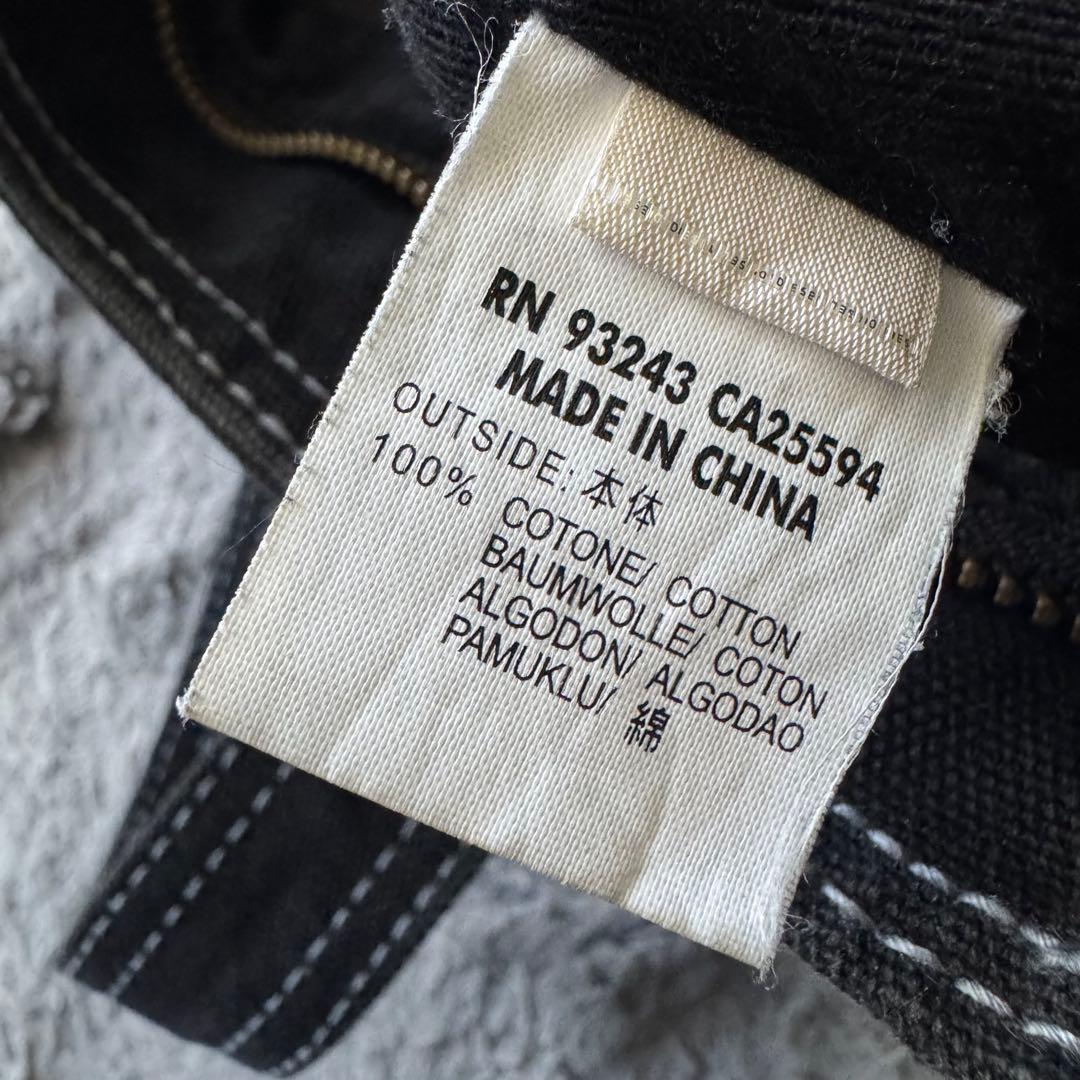 RN 93243 CA25594
MADE IN CHINA
OUTSIDE: 本体
100% COTONE/ COTTON
BAUMWOLLE/ COTON
ALGODON/ ALGODAO
PAMUKLU/ 綿